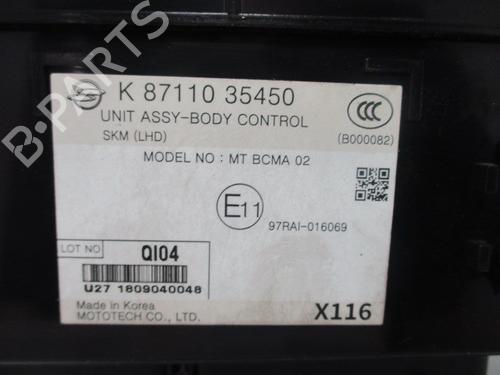 K 87110 35450
UNIT ASSY-BODY CONTROL
SKM (LHD)
CCC
(B000082)
MODEL NO : MT BCMA 02
E11
97RAI-016069
LOT NO QI04
U27 1809040048
Made in Korea
MOTOTECH CO., LTD.
X116